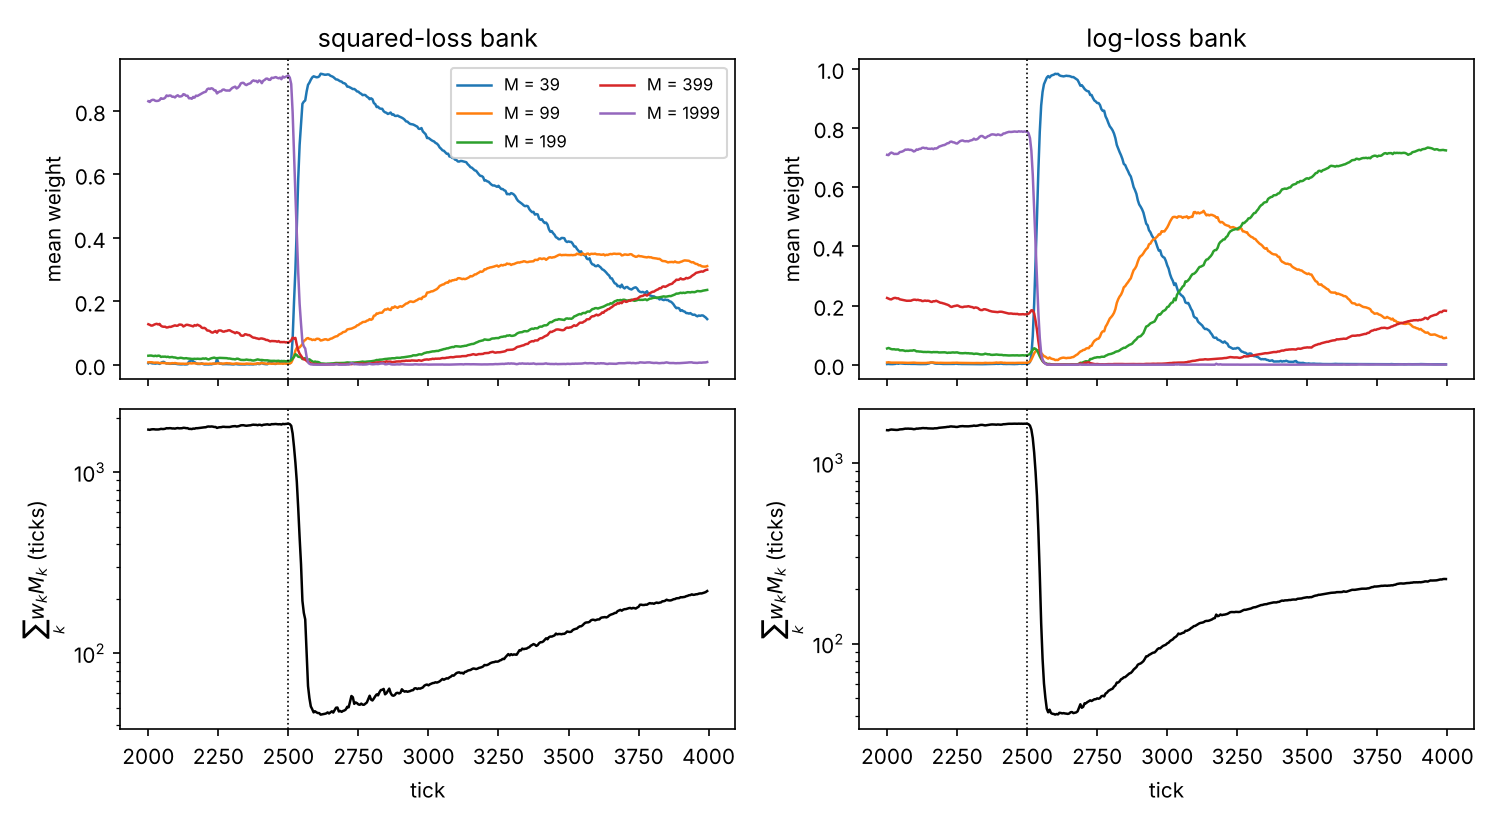 squared-loss bank
log-loss bank
mean weight
0.8
0.6
0.4
0.2
0.0
M = 39
M = 99
M = 199
M = 399
M = 1999
mean weight
1.0
0.8
0.6
0.4
0.2
0.0
∑ₖ wₖMₖ (ticks)
10³
10²
2000 2250 2500 2750 3000 3250 3500 3750 4000
tick
∑ₖ wₖMₖ (ticks)
10³
10²
2000 2250 2500 2750 3000 3250 3500 3750 4000
tick